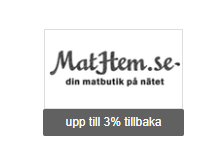 MatHem.se
din matbutik på nätet
upp till 3% tillbaka